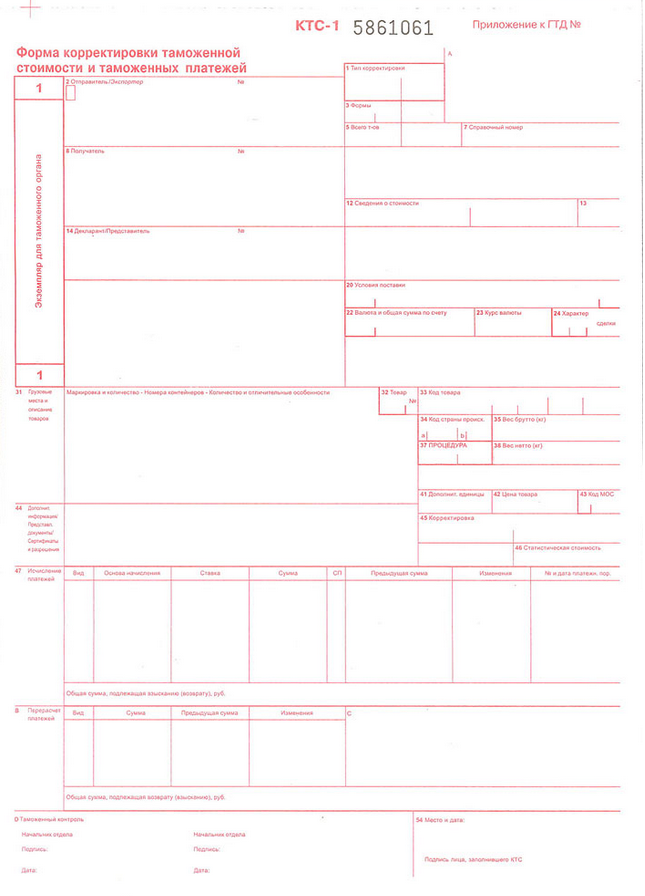 КТС-1 5861061 Приложение к ГТД №
Форма корректировки таможенной
стоимости и таможенных платежей
А
1 Тип корректировки
1
2 Отправитель/Экспортер №
3 Формы
5 Всего т-ов
7 Справочный номер
Экземпляр для таможенного органа
8 Получатель №
12 Сведения о стоимости
13
14 Декларант/Представитель №
20 Условия поставки
22 Валюта и общая сумма по счету
23 Курс валюты
24 Характер
сделки
1
31 Грузовые
места и
описание
товаров
Маркировка и количество - Номера контейнеров - Количество и отличительные особенности
32 Товар
№
33 Код товара
34 Код страны происх.
a| b|
35 Вес брутто (кг)
37 ПРОЦЕДУРА
38 Вес нетто (кг)
41 Дополнит. единицы
42 Цена товара
43 Код МОС
44 Дополнит.
информация/
Представл.
документы/
Сертификаты
и разрешения
45 Корректировка
46 Статистическая стоимость
47 Исчисление
платежей
Вид Основа начисления Ставка Сумма СП Предыдущая сумма Изменения № и дата платежн. пор.
Общая сумма, подлежащая взысканию (возврату), руб.
В Перерасчет
платежей
Вид Сумма Предыдущая сумма Изменения С
Общая сумма, подлежащая возврату (взысканию), руб.
D Таможенный контроль
54 Место и дата:
Начальник отдела Начальник отдела
Подпись: Подпись:
Подпись лица, заполнившего КТС
Дата: Дата: